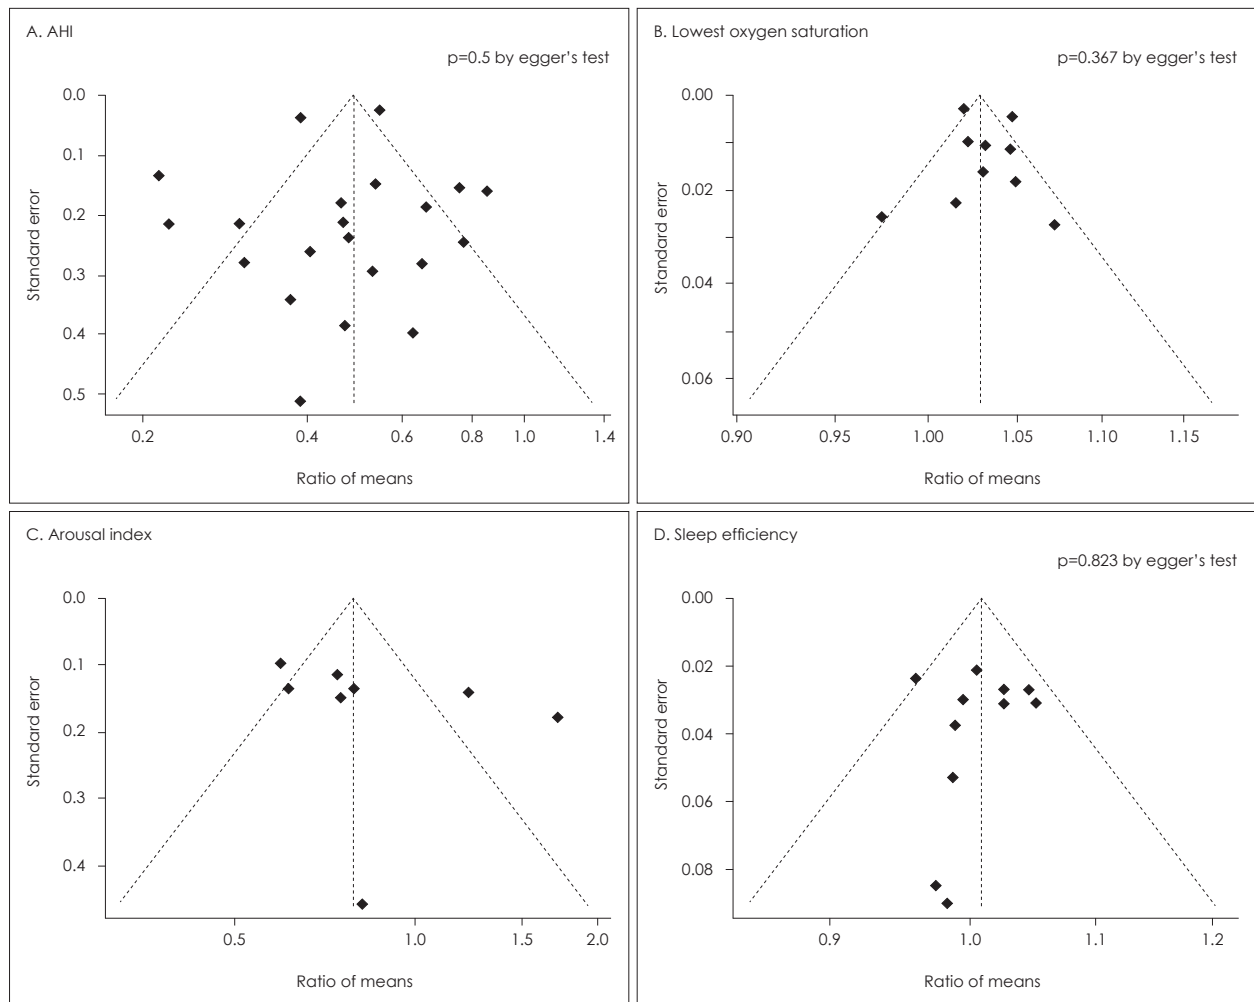 A. AHI
p=0.5 by egger's test
0.0
0.1
0.2
0.3
0.4
0.5
Standard error
0.2
0.4
0.6
0.8
1.0
1.4
Ratio of means
B. Lowest oxygen saturation
p=0.367 by egger's test
0.00
0.02
0.04
0.06
Standard error
0.90
0.95
1.00
1.05
1.10
1.15
Ratio of means
C. Arousal index
0.0
0.1
0.2
0.3
0.4
Standard error
0.5
1.0
1.5
2.0
Ratio of means
D. Sleep efficiency
p=0.823 by egger's test
0.00
0.02
0.04
0.06
0.08
Standard error
0.9
1.0
1.1
1.2
Ratio of means